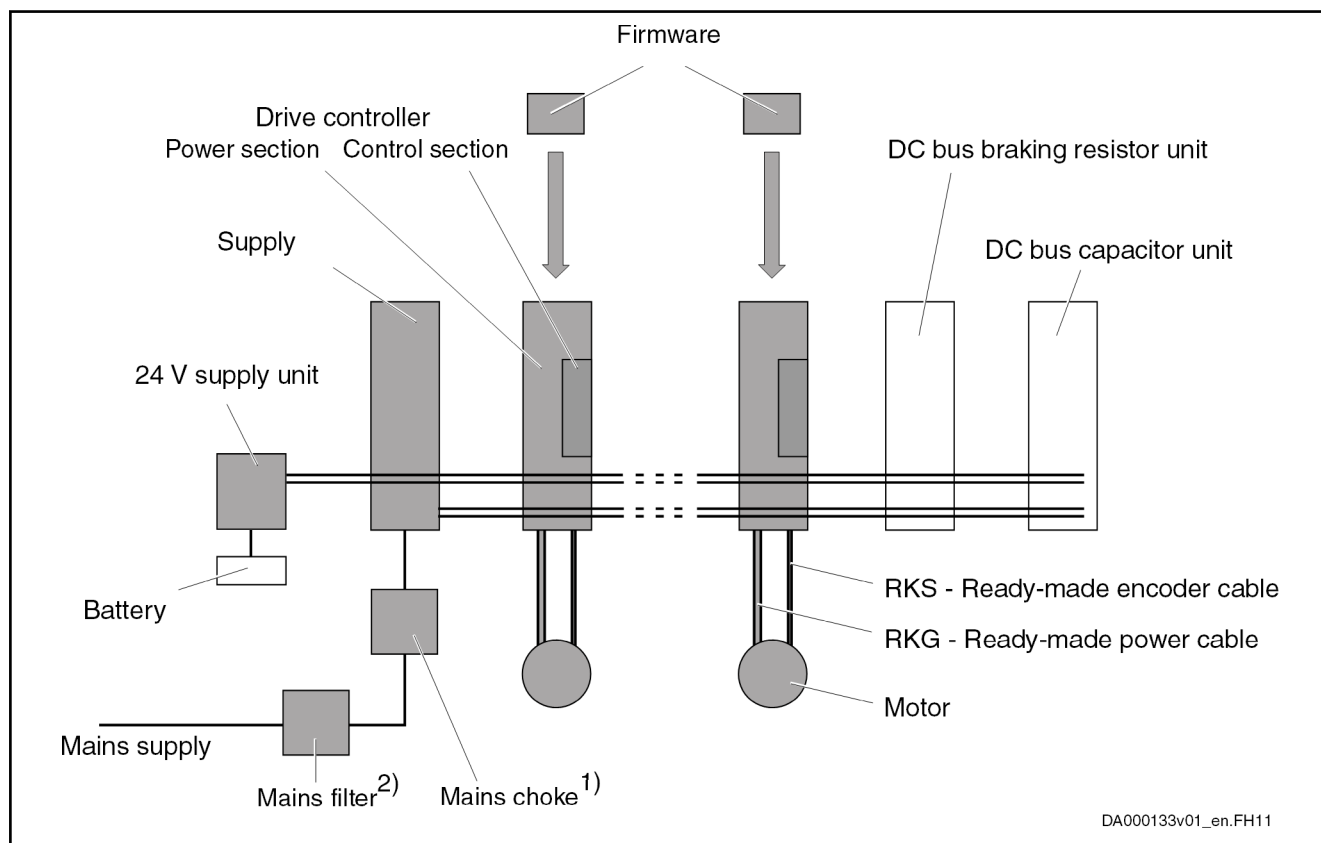 Firmware
Drive controller
Power section Control section
DC bus braking resistor unit
Supply
DC bus capacitor unit
24 V supply unit
Battery
RKS - Ready-made encoder cable
RKG - Ready-made power cable
Motor
Mains supply
Mains filter2)
Mains choke1)
DA000133v01_en.FH11